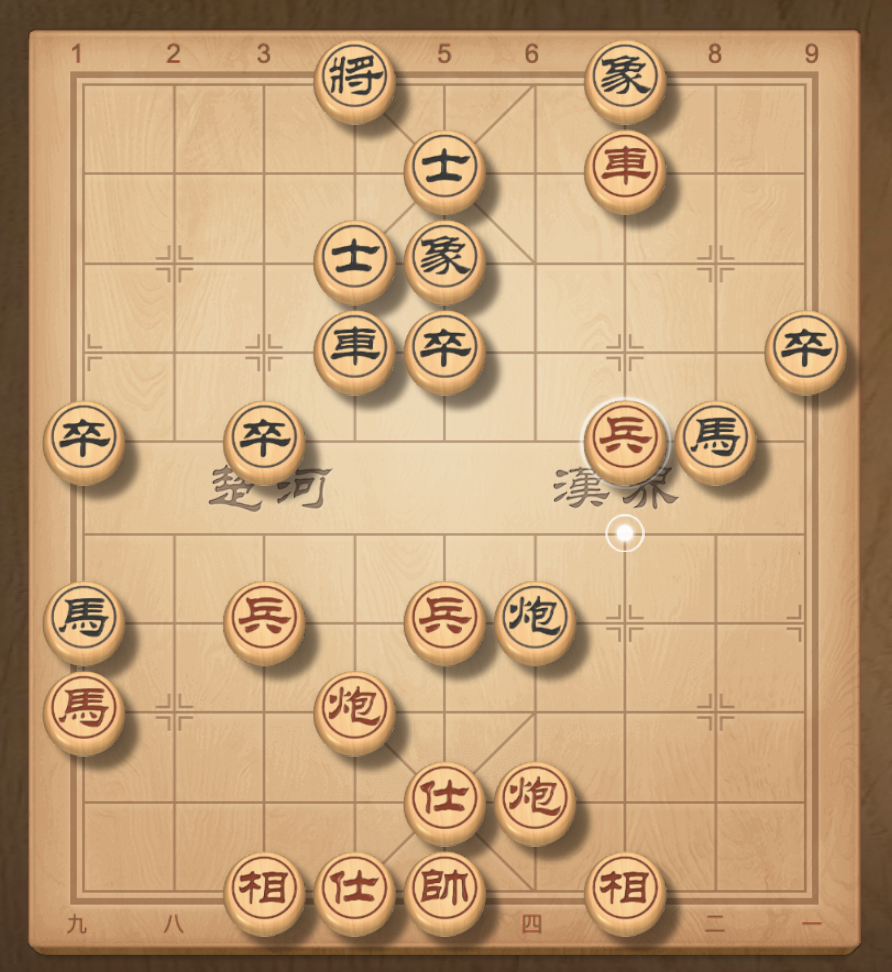 1 2 3 5 6 8 9
將 象
士 車
士 象
車 卒 卒
卒 卒 兵 馬
楚河 漢界
馬 兵 兵 炮
馬 炮
仕 炮
相 仕 帥 相
九 八 四 二 一